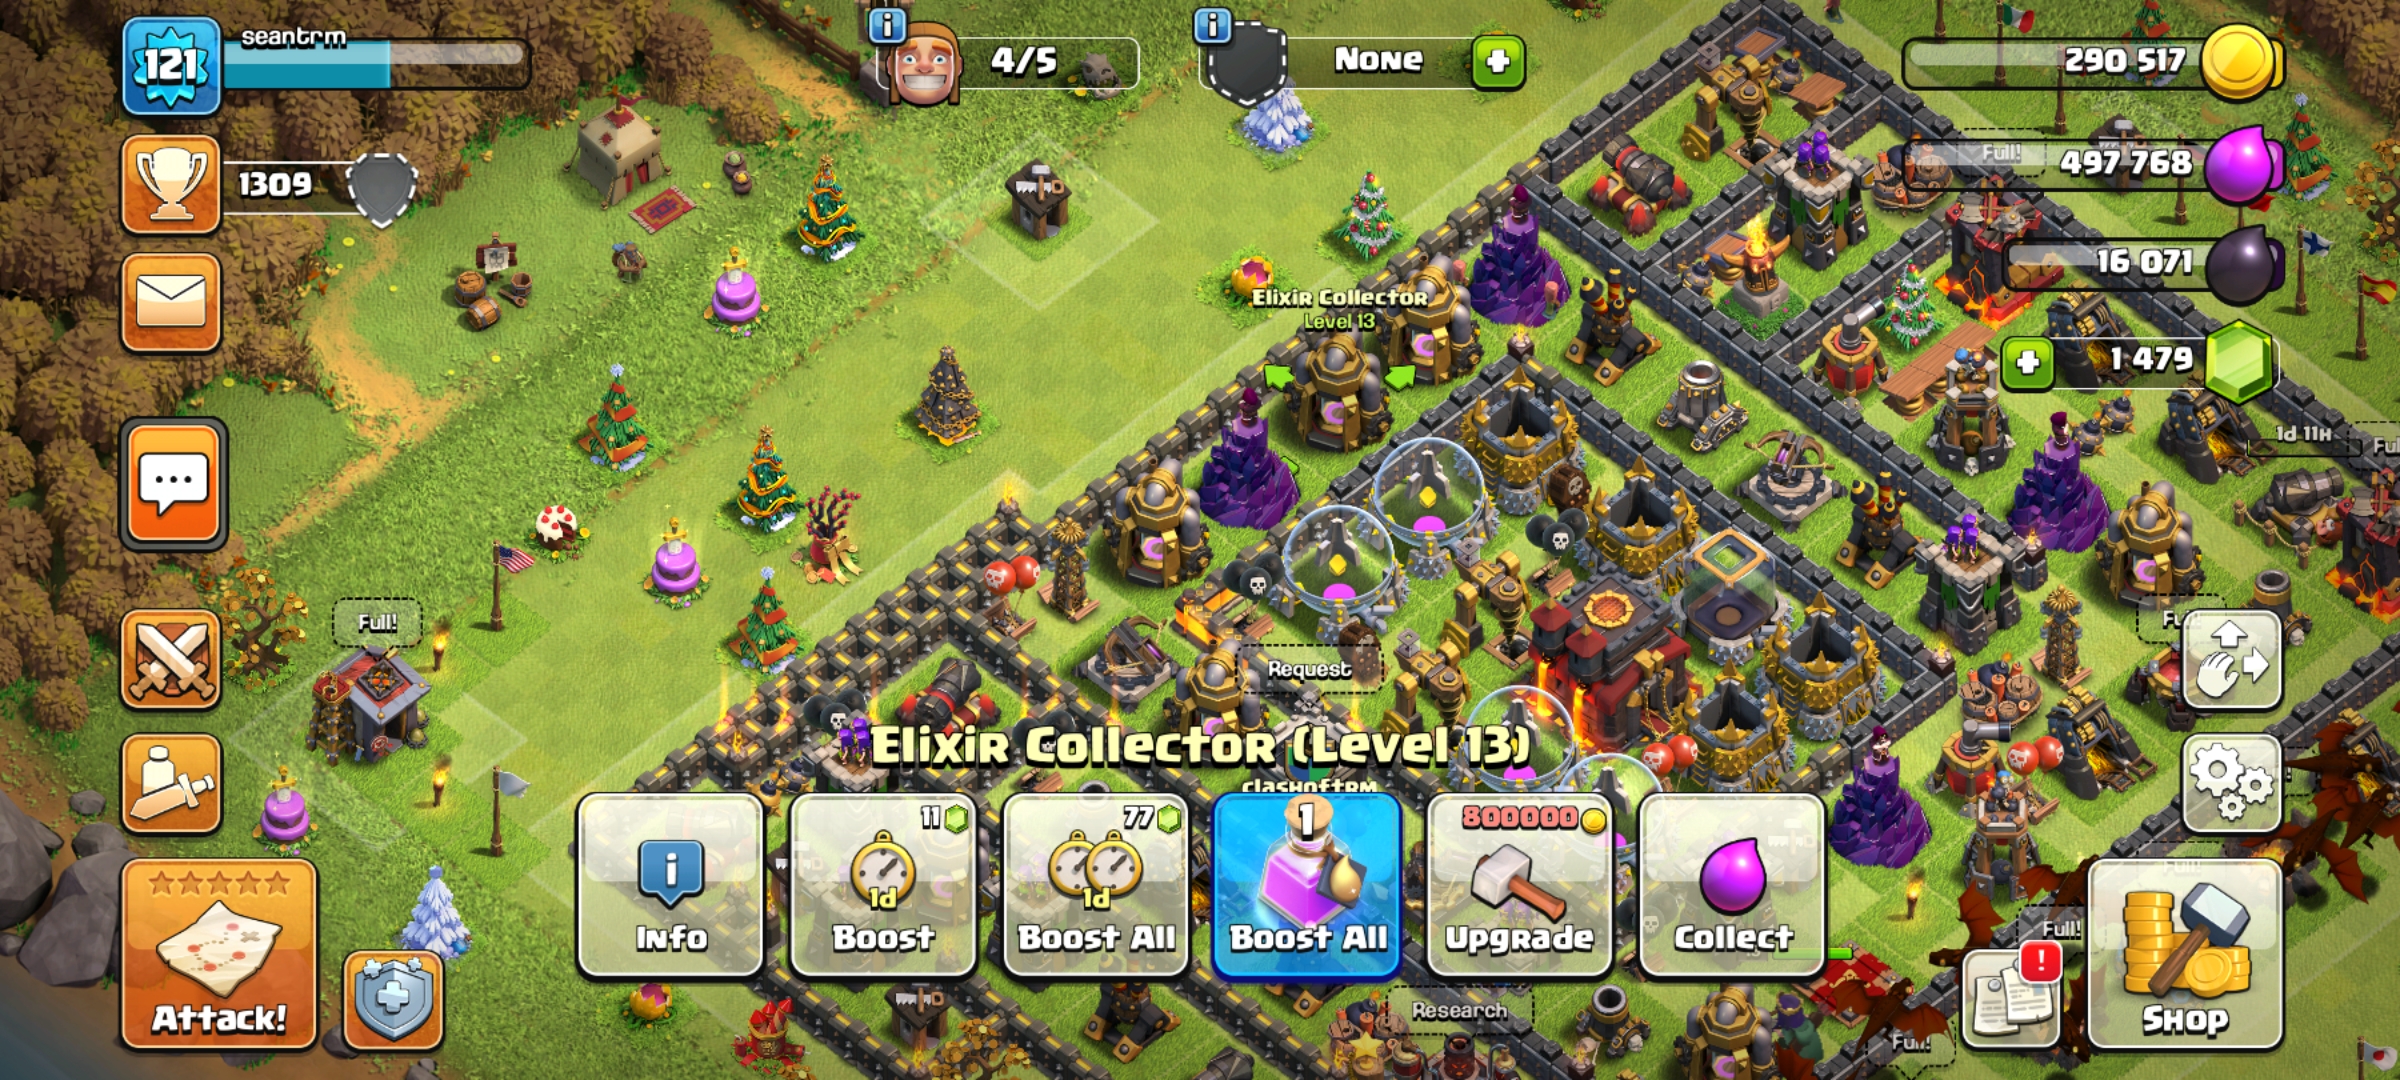 121
seantrm
4/5
None
290 517
1309
Full!
497 768
16 071
Elixir Collector
Level 13
1 479
1d 11H
Full!
Request
Elixir Collector (Level 13)
clashoftrm
Info
11
1d
Boost
77
1d
Boost All
1
Boost All
800000
Upgrade
Collect
Attack!
Research
Full!
!
Full!
Full!
Shop